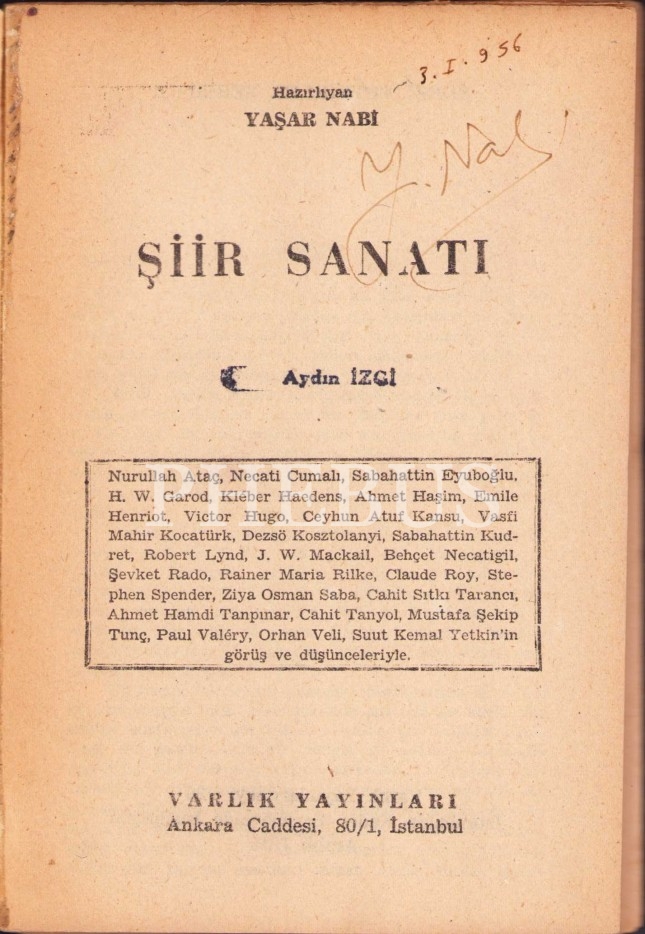 3.I.956
Hazırlıyan
YAŞAR NABİ
Y. Nabi
ŞİİR SANATI
Aydın İZGİ
PHEBUS
Nurullah Ataç, Necati Cumalı, Sabahattin Eyuboğlu,
H. W. Garod, Kléber Haedens, Ahmet Haşim, Emile
Henriot, Victor Hugo, Ceyhun Atuf Kansu, Vasfi
Mahir Kocatürk, Dezsö Kosztolanyi, Sabahattin Kud-
ret, Robert Lynd, J. W. Mackail, Behçet Necatigil,
Şevket Rado, Rainer Maria Rilke, Claude Roy, Ste-
phen Spender, Ziya Osman Saba, Cahit Sıtkı Tarancı,
Ahmet Hamdi Tanpınar, Cahit Tanyol, Mustafa Şekip
Tunç, Paul Valéry, Orhan Veli, Suut Kemal Yetkin'in
görüş ve düşünceleriyle.
VARLIK YAYINLARI
Ankara Caddesi, 80/1, İstanbul